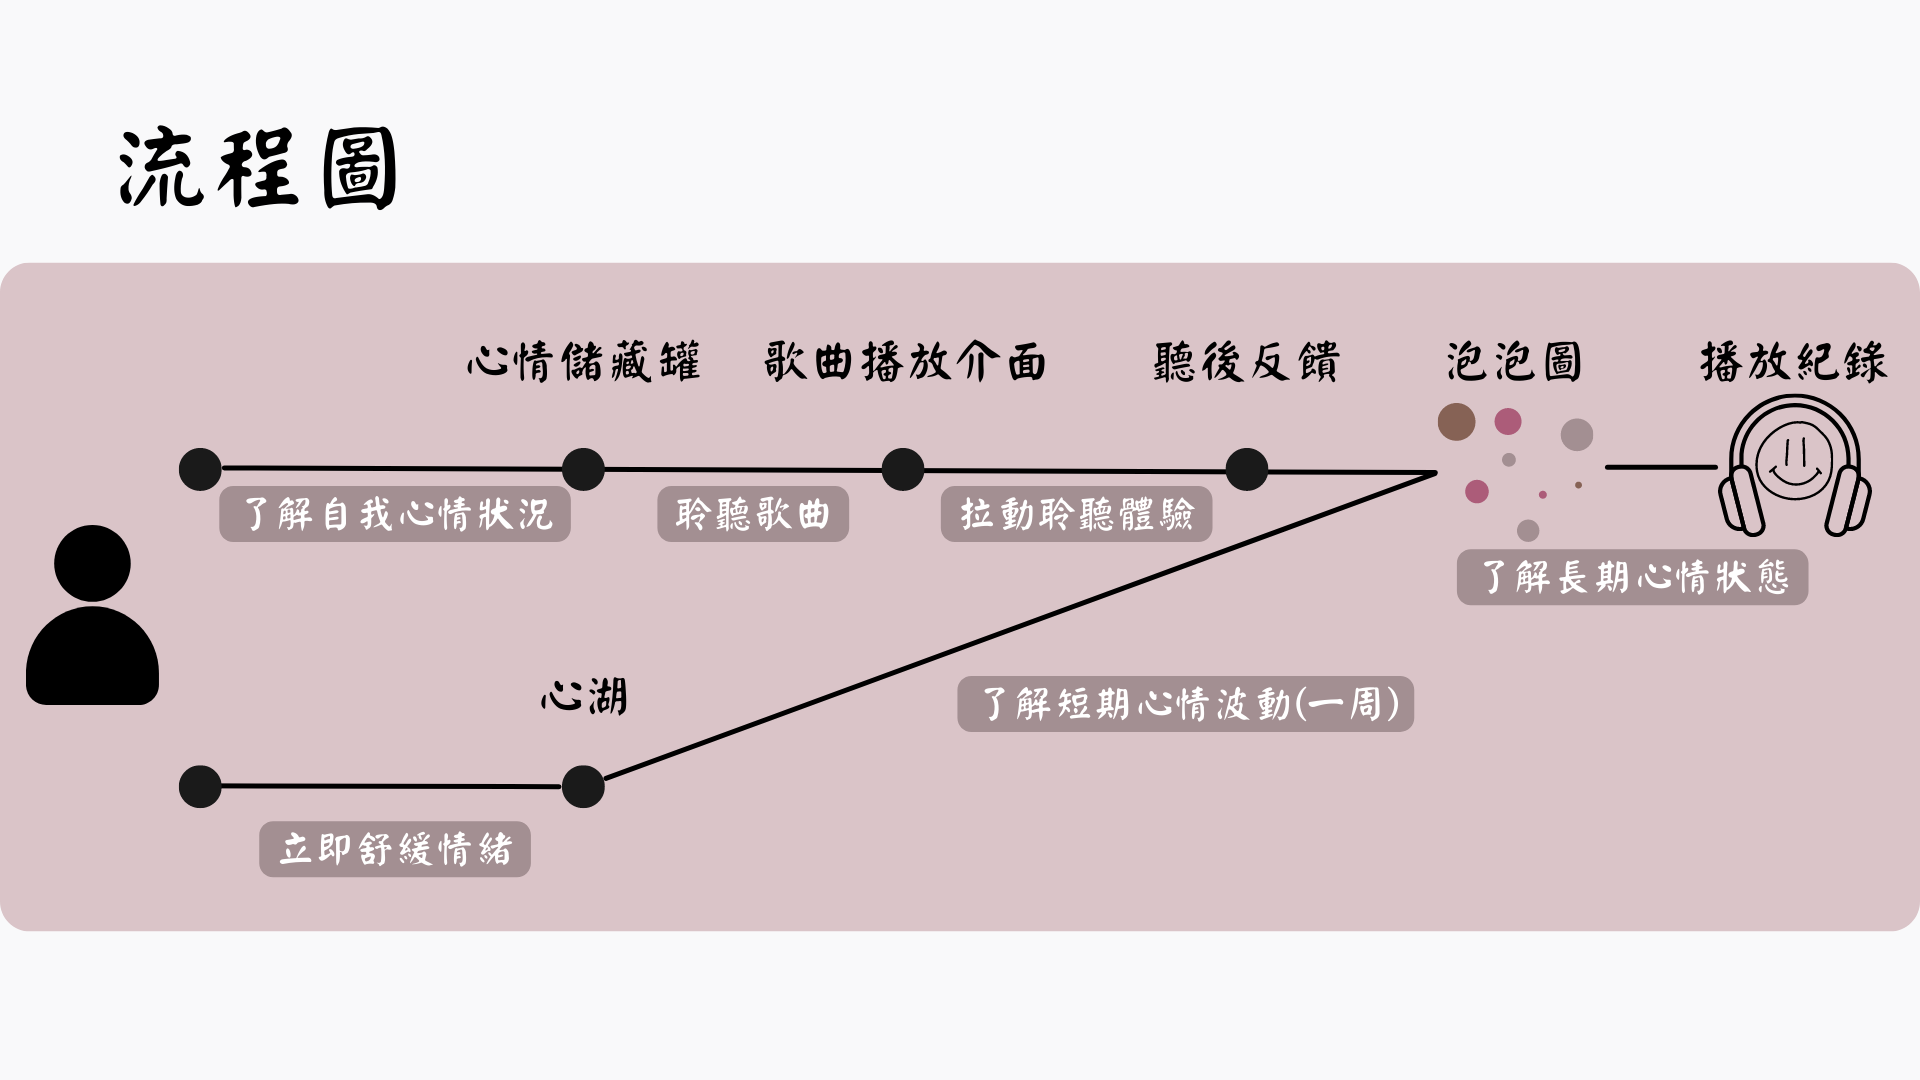 流程圖
心情儲藏罐
歌曲播放介面
聽後反饋
泡泡圖
播放紀錄
了解自我心情狀況
聆聽歌曲
拉動聆聽體驗
了解長期心情狀態
心湖
了解短期心情波動(一周)
立即舒緩情緒